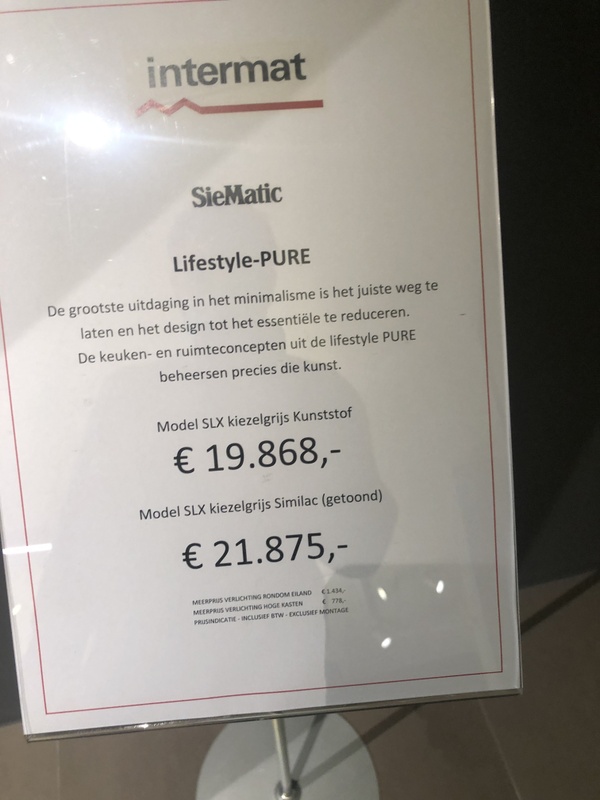 intermat
SieMatic
Lifestyle-PURE
De grootste uitdaging in het minimalisme is het juiste weg te
laten en het design tot het essentiële te reduceren.
De keuken- en ruimteconcepten uit de lifestyle PURE
beheersen precies die kunst.
Model SLX kiezelgrijs Kunststof
€ 19.868,-
Model SLX kiezelgrijs Similac (getoond)
€ 21.875,-
MEERPRIJS VERLICHTING RONDOM EILAND € 1.434,-
MEERPRIJS VERLICHTING HOGE KASTEN € 778,-
PRIJSINDICATIE - INCLUSIEF BTW - EXCLUSIEF MONTAGE